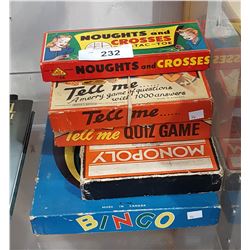 NOUGHTS and
CROSSES
TIC-TAC-TOE
232
NOUGHTS and CROSSES
Tell me.....
A merry game of questions
with 1000 answers
Tell me.....
Tell me QUIZ GAME
MONOPOLY
MADE IN CANADA
BINGO